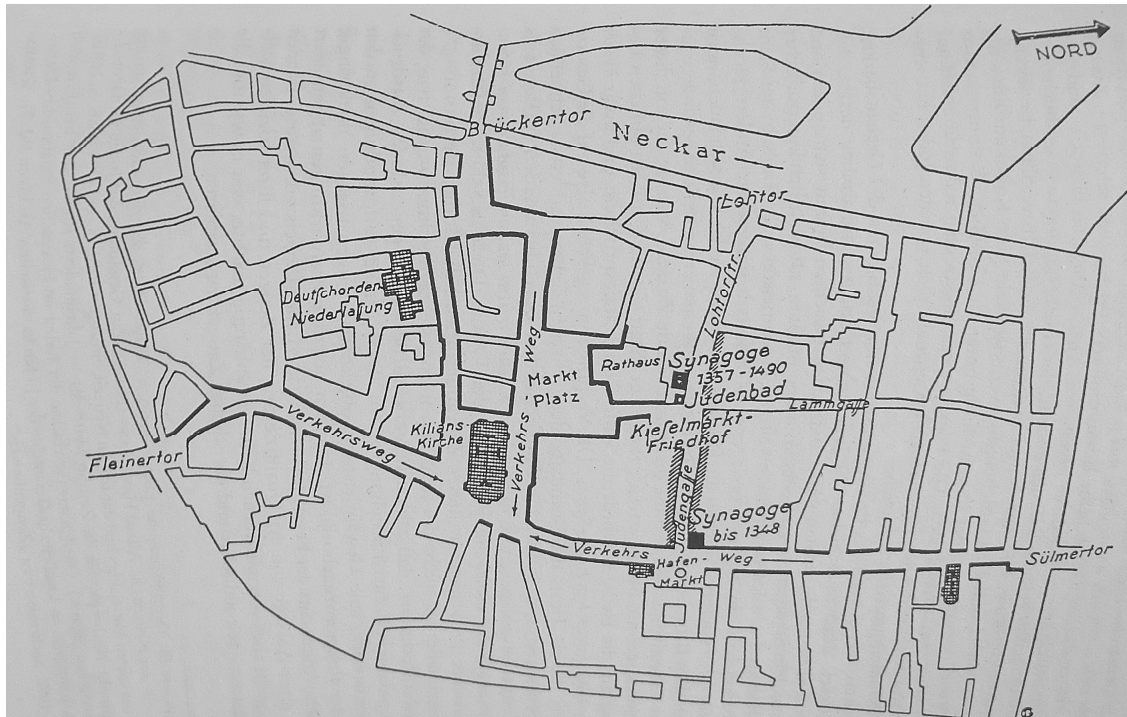 NORD
Brückentor
Neckar
Lohtor
Lohtorstr.
Deutschorden
Niederlassung
Weg
Rathaus
Synagoge
1357-1490
Markt
Platz
Judenbad
Lammgasse
Kieselmarkt-
Friedhof
Kilians-
Kirche
Verkehrsweg
Verkehrs
Fleinertor
Judengasse
Synagoge
bis 1348
Verkehrs
Weg
Hafen-
Markt
Sülmertor